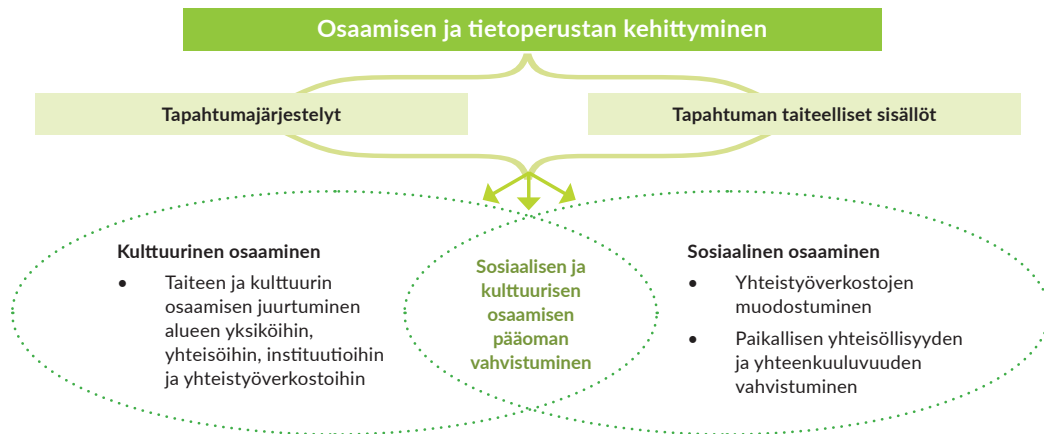 Osaamisen ja tietoperustan kehittyminen
Tapahtumajärjestelyt
Tapahtuman taiteelliset sisällöt
Kulttuurinen osaaminen
• Taiteen ja kulttuurin
osaamisen juurtuminen
alueen yksiköihin,
yhteisöihin, instituutioihin
ja yhteistyöverkostoihin
Sosiaalisen ja
kulttuurisen
osaamisen
pääoman
vahvistuminen
Sosiaalinen osaaminen
• Yhteistyöverkostojen
muodostuminen
• Paikallisen yhteisöllisyyden
ja yhteenkuuluvuuden
vahvistuminen